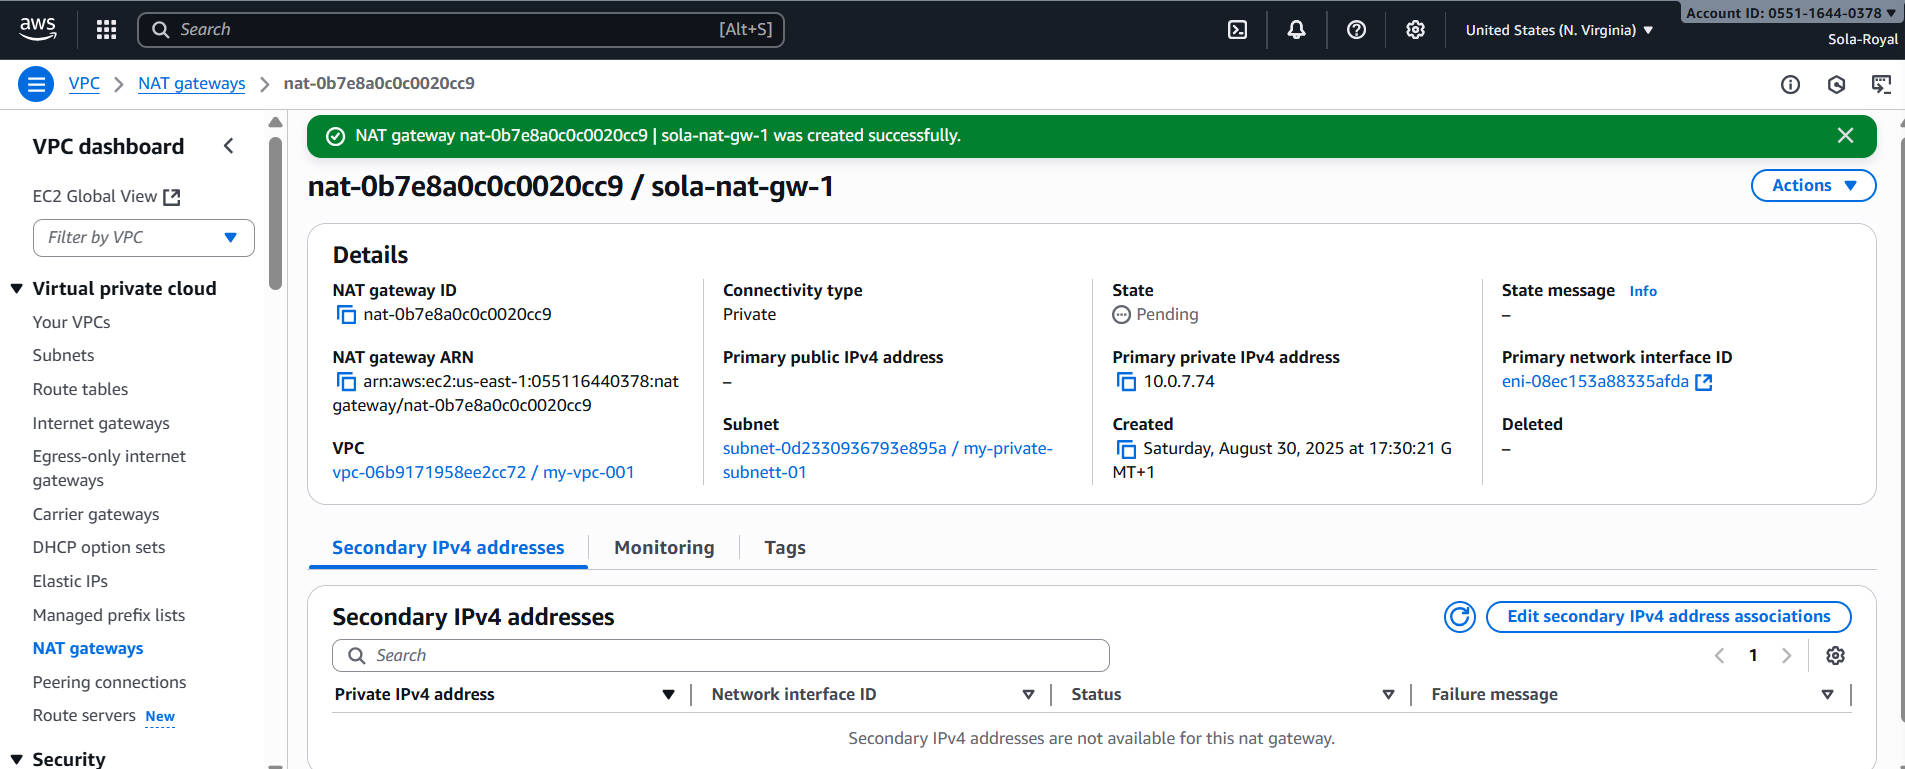 aws
Search [Alt+S]
United States (N. Virginia)
Account ID: 0551-1644-0378
Sola-Royal
VPC > NAT gateways > nat-0b7e8a0c0c0020cc9
VPC dashboard
EC2 Global View
Filter by VPC
Virtual private cloud
Your VPCs
Subnets
Route tables
Internet gateways
Egress-only internet
gateways
Carrier gateways
DHCP option sets
Elastic IPs
Managed prefix lists
NAT gateways
Peering connections
Route servers New
Security
NAT gateway nat-0b7e8a0c0c0020cc9 | sola-nat-gw-1 was created successfully.
nat-0b7e8a0c0c0020cc9 / sola-nat-gw-1
Actions
Details
NAT gateway ID
nat-0b7e8a0c0c0020cc9
NAT gateway ARN
arn:aws:ec2:us-east-1:055116440378:nat
gateway/nat-0b7e8a0c0c0020cc9
VPC
vpc-06b9171958ee2cc72 / my-vpc-001
Connectivity type
Private
Primary public IPv4 address
–
Subnet
subnet-0d2330936793e895a / my-private-
subnett-01
State
Pending
Primary private IPv4 address
10.0.7.74
Created
Saturday, August 30, 2025 at 17:30:21 G
MT+1
State message Info
–
Primary network interface ID
eni-08ec153a88335afda
Deleted
–
Secondary IPv4 addresses
Monitoring
Tags
Secondary IPv4 addresses
Edit secondary IPv4 address associations
Search
1
Private IPv4 address
Network interface ID
Status
Failure message
Secondary IPv4 addresses are not available for this nat gateway.